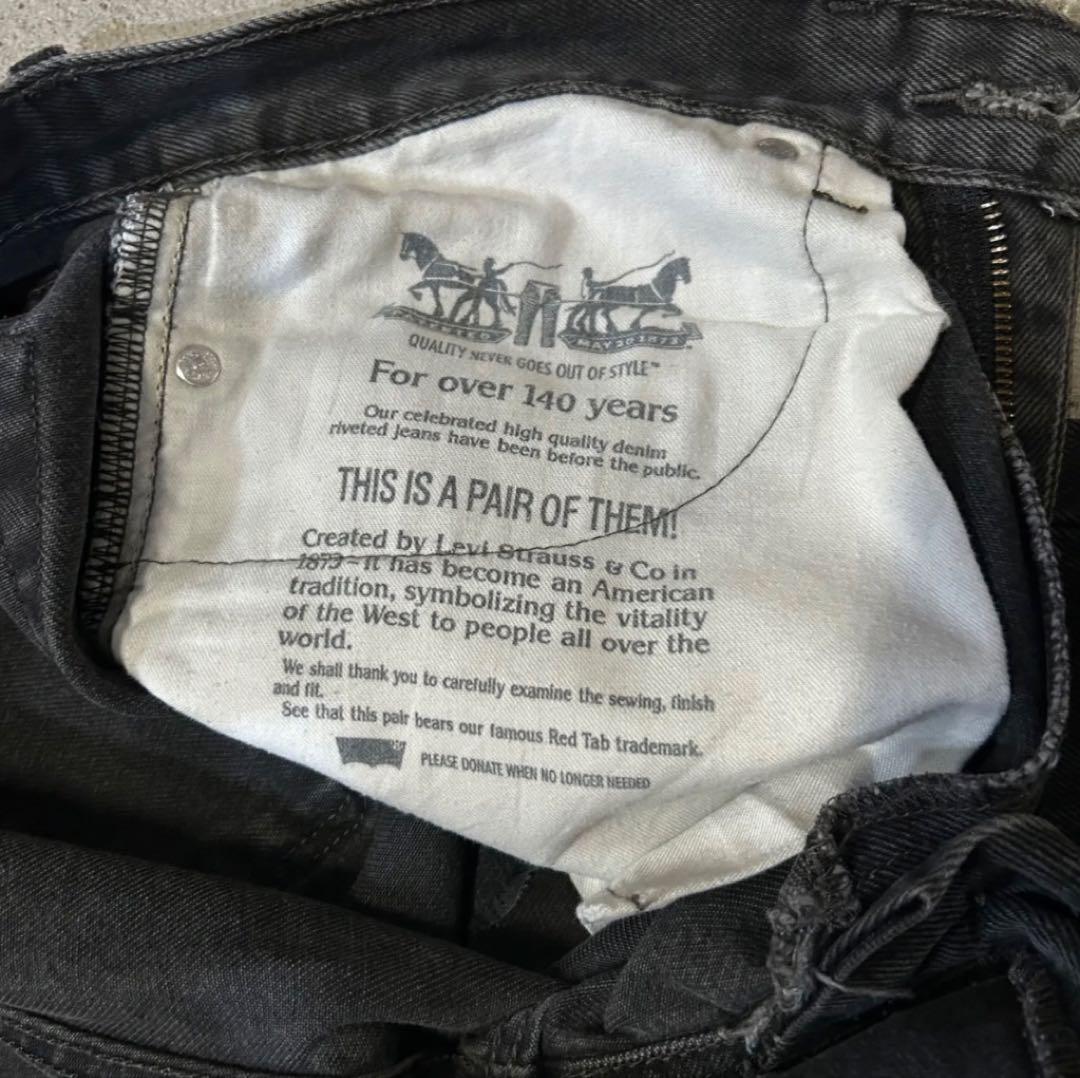 MAY 20 1873
QUALITY NEVER GOES OUT OF STYLE™
For over 140 years
Our celebrated high quality denim
riveted jeans have been before the public.
THIS IS A PAIR OF THEM!
Created by Levi Strauss & Co in
1873 - it has become an American
tradition, symbolizing the vitality
of the West to people all over the
world.
We shall thank you to carefully examine the sewing, finish
and fit.
See that this pair bears our famous Red Tab trademark.
PLEASE DONATE WHEN NO LONGER NEEDED